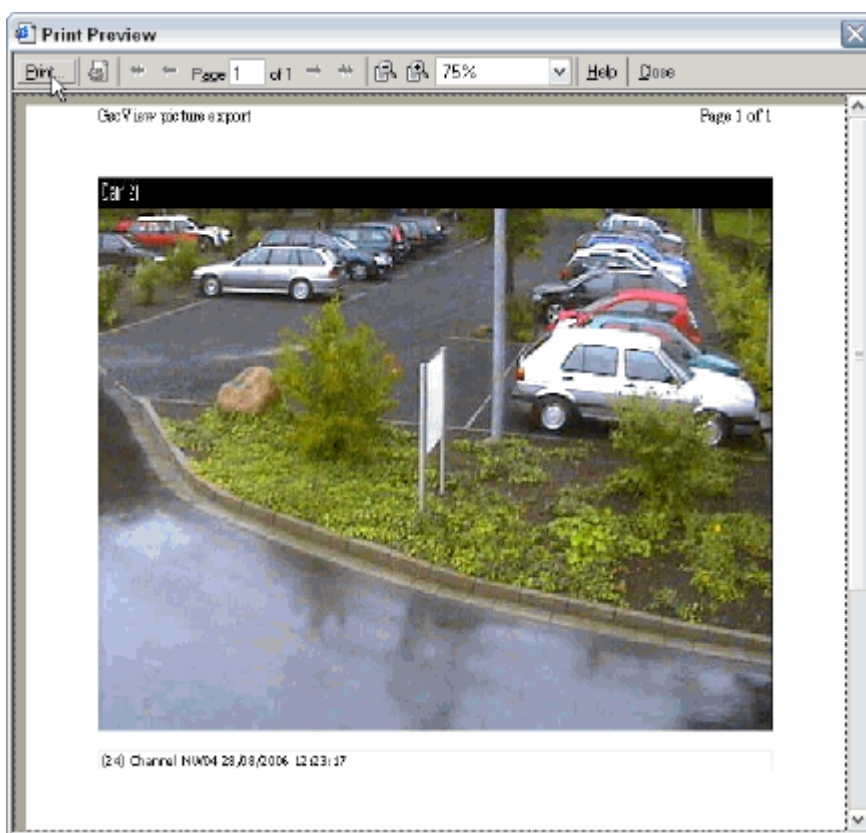 Print Preview
Print... Page 1 of 1 75% Help Close
GscView picture export Page 1 of 1
(24) Channel NW04 28/08/2006 12:23:17